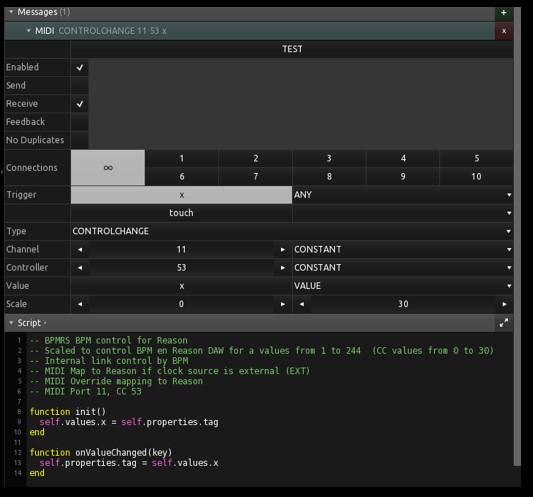 Messages (1) +
MIDI CONTROLCHANGE 11 53 x x
TEST
Enabled ✓
Send
Receive ✓
Feedback
No Duplicates
Connections ∞ 1 2 3 4 5
6 7 8 9 10
Trigger x ANY
touch
Type CONTROLCHANGE
Channel 11 CONSTANT
Controller 53 CONSTANT
Value x VALUE
Scale 0 30
Script ·
1 -- BPMRS BPM control for Reason
2 -- Scaled to control BPM en Reason DAW for a values from 1 to 244  (CC values from 0 to 30)
3 -- Internal link control by BPM
4 -- MIDI Map to Reason if clock source is external (EXT)
5 -- MIDI Override mapping to Reason
6 -- MIDI Port 11, CC 53
7
8 function init()
9   self.values.x = self.properties.tag
10 end
11
12 function onValueChanged(key)
13   self.properties.tag = self.values.x
14 end